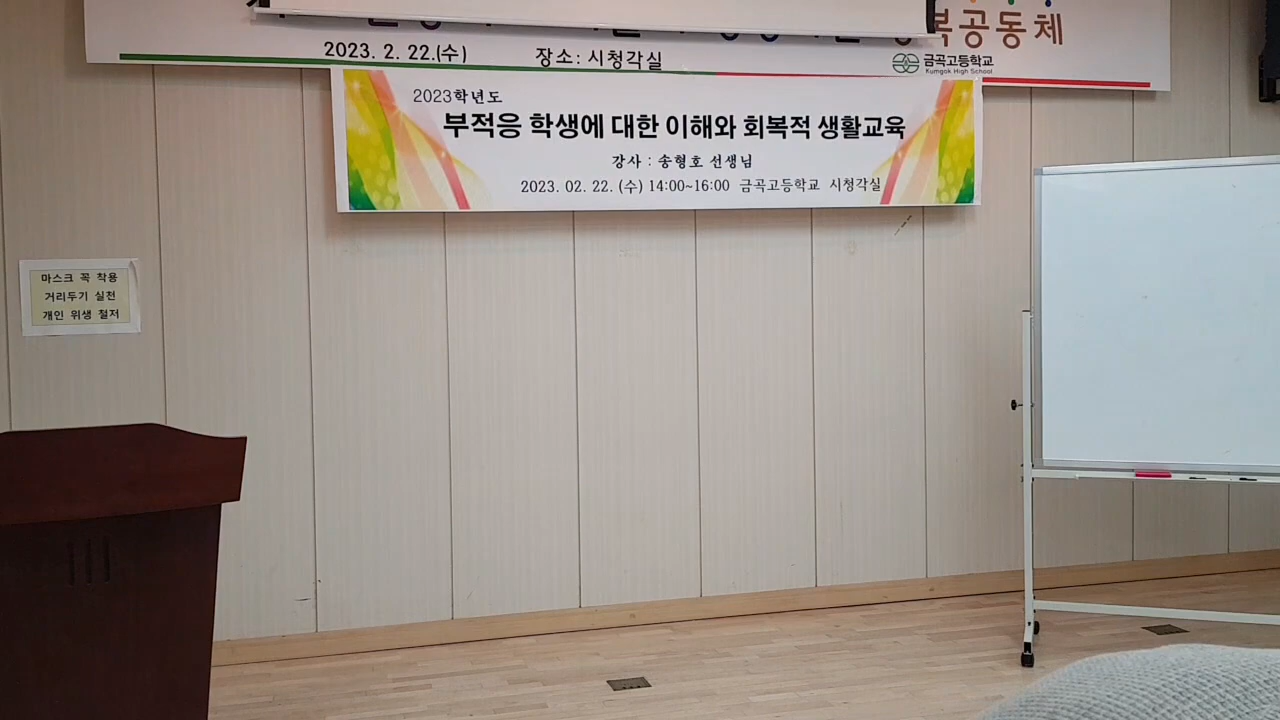 복공동체
2023. 2. 22.(수) 장소: 시청각실
금곡고등학교
Kumgok High School
2023학년도
부적응 학생에 대한 이해와 회복적 생활교육
강사 : 송형호 선생님
2023. 02. 22. (수) 14:00~16:00 금곡고등학교 시청각실
마스크 꼭 착용
거리두기 실천
개인 위생 철저